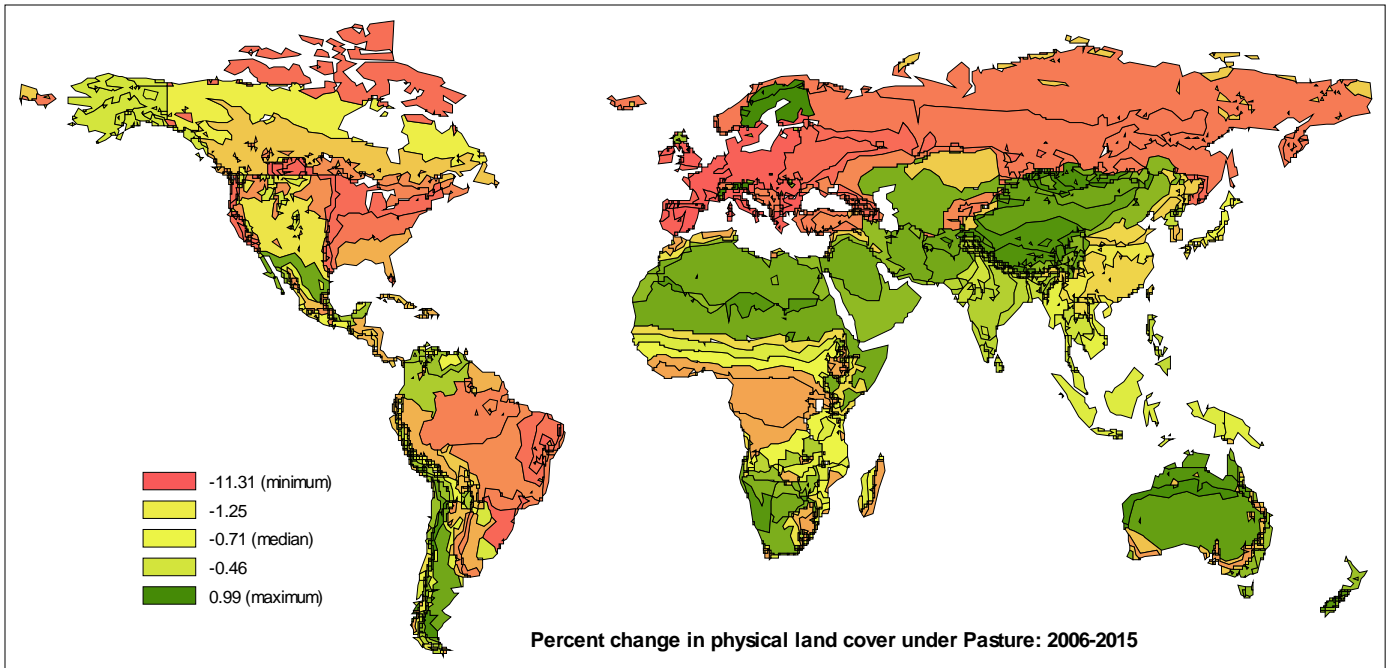 -11.31 (minimum)
-1.25
-0.71 (median)
-0.46
0.99 (maximum)
Percent change in physical land cover under Pasture: 2006-2015